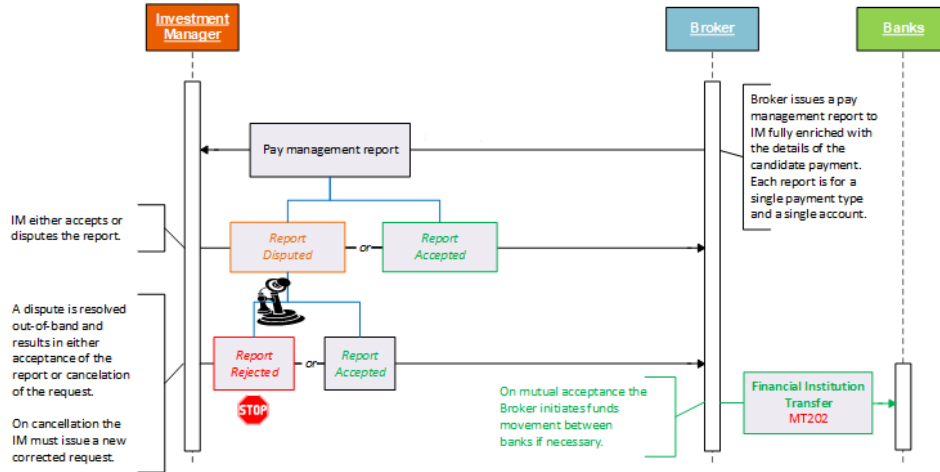 Investment
Manager
Broker
Banks
Broker issues a pay
management report to
IM fully enriched with
the details of the
candidate payment.
Each report is for a
single payment type
and a single account.
Pay management report
IM either accepts or
disputes the report.
Report
Disputed
or
Report
Accepted
A dispute is resolved
out-of-band and
results in either
acceptance of the
report or cancelation
of the request.
On cancellation the
IM must issue a new
corrected request.
Report
Rejected
or
Report
Accepted
STOP
On mutual acceptance the
Broker initiates funds
movement between
banks if necessary.
Financial Institution
Transfer
MT202